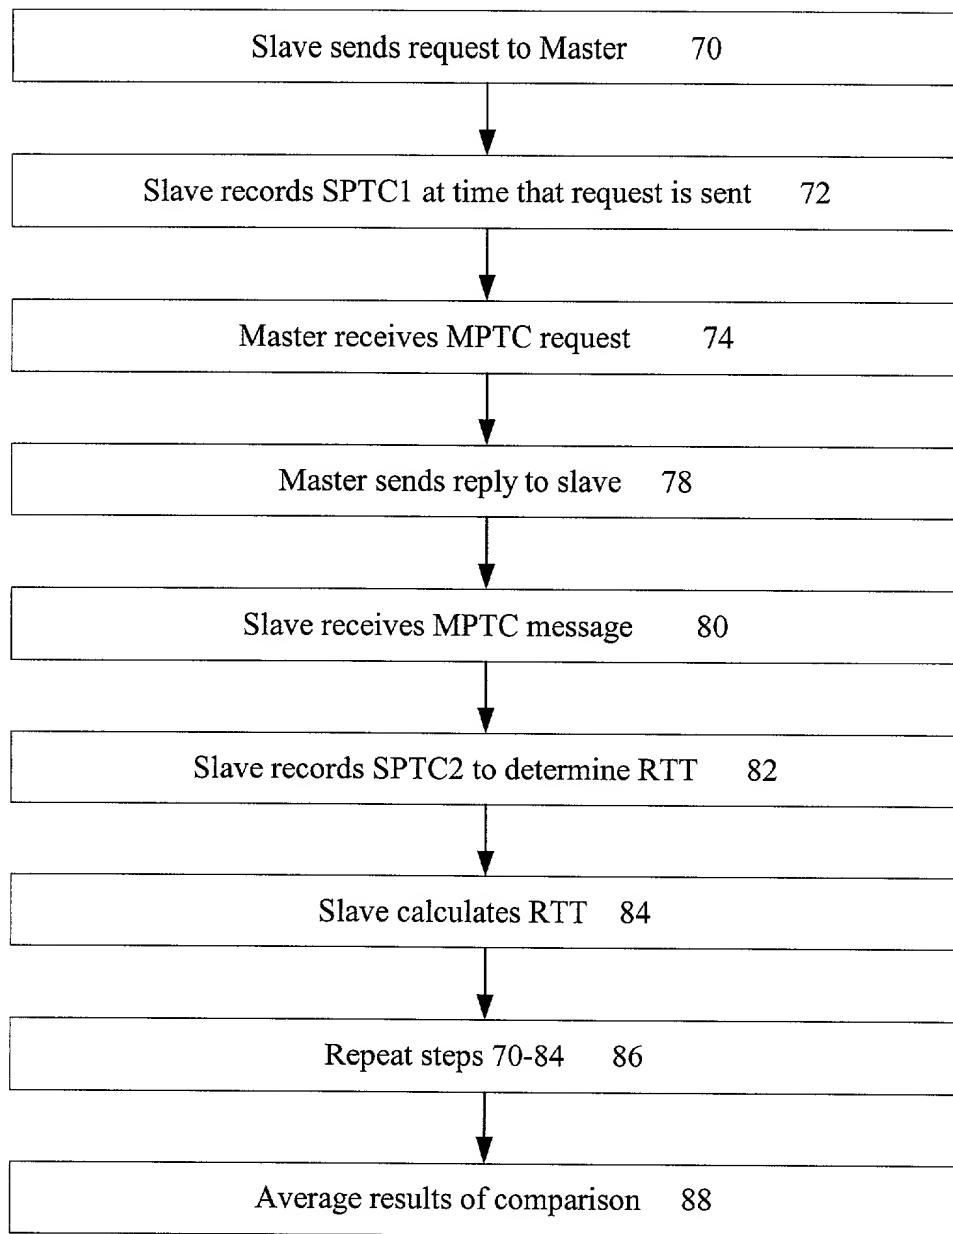 Slave sends request to Master 70
Slave records SPTC1 at time that request is sent 72
Master receives MPTC request 74
Master sends reply to slave 78
Slave receives MPTC message 80
Slave records SPTC2 to determine RTT 82
Slave calculates RTT 84
Repeat steps 70-84 86
Average results of comparison 88